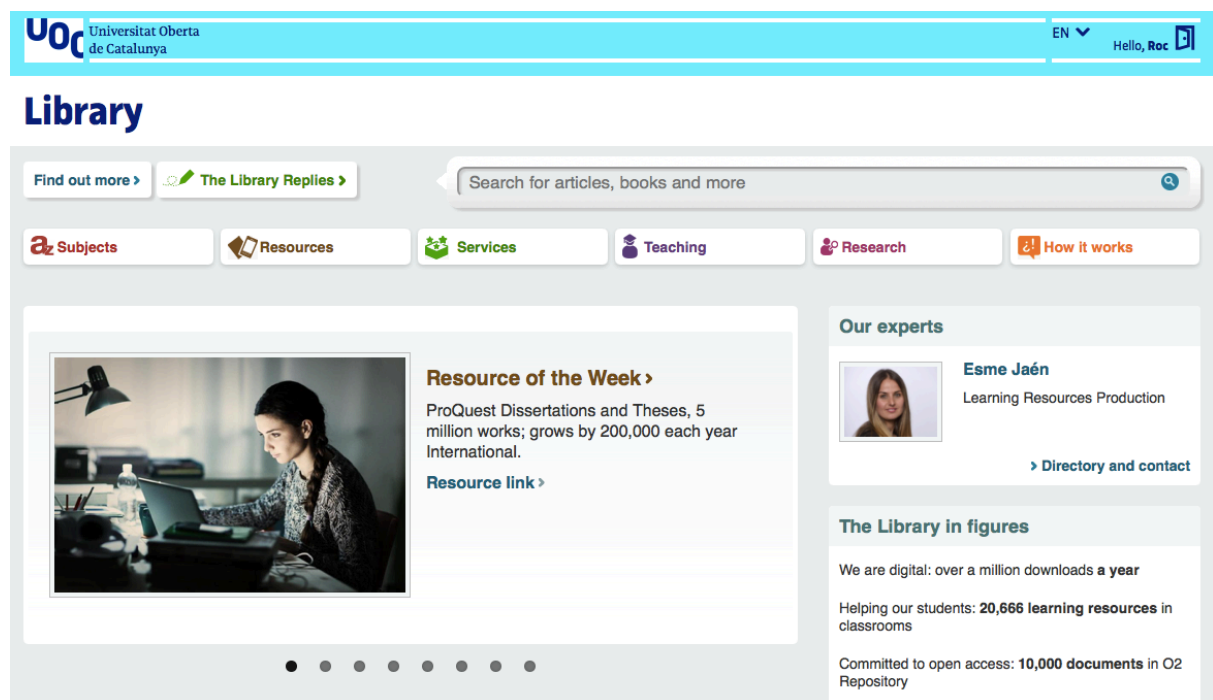 UOC
Universitat Oberta
de Catalunya
EN
Hello, Roc
Library
Find out more ›
The Library Replies ›
Search for articles, books and more
az Subjects
Resources
Services
Teaching
Research
¿! How it works
Resource of the Week ›
ProQuest Dissertations and Theses, 5
million works; grows by 200,000 each year
International.
Resource link ›
Our experts
Esme Jaén
Learning Resources Production
› Directory and contact
The Library in figures
We are digital: over a million downloads a year
Helping our students: 20,666 learning resources in
classrooms
Committed to open access: 10,000 documents in O2
Repository